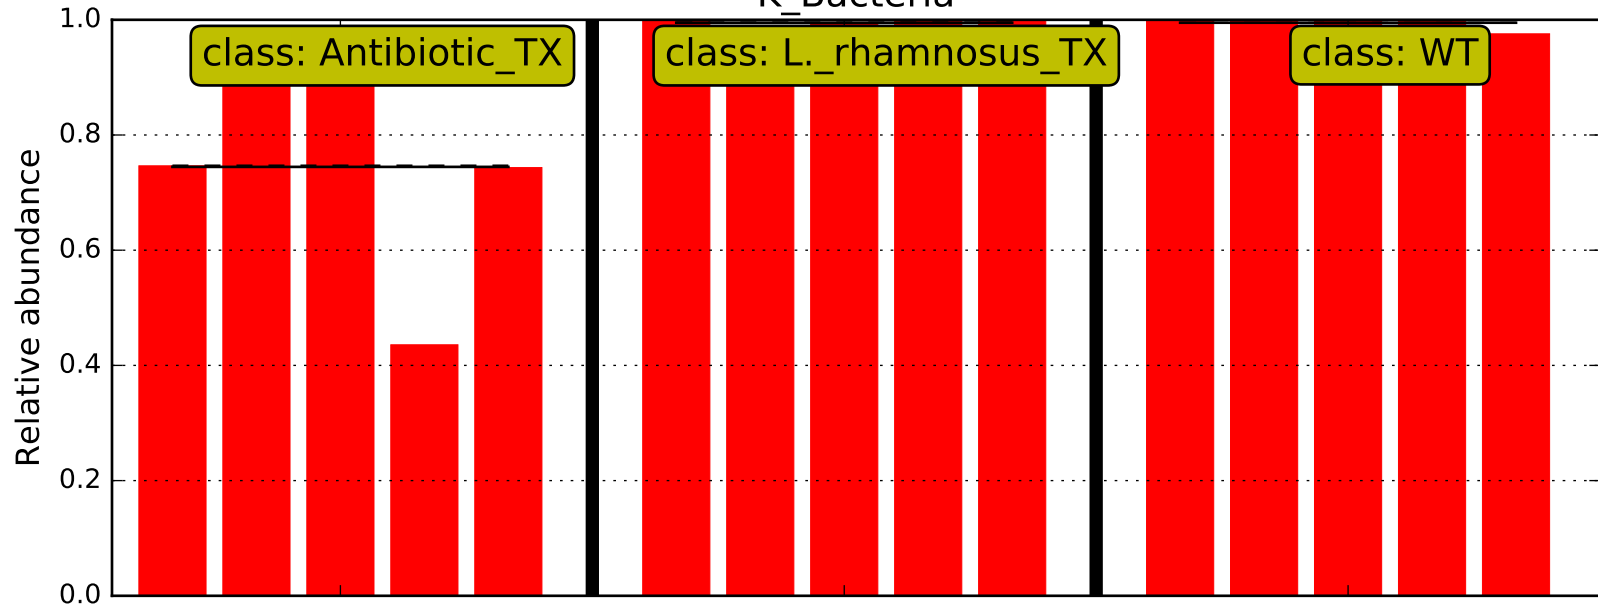 K_Bacteria
1.0
class: Antibiotic_TX
class: L._rhamnosus_TX
class: WT
0.8
0.6
0.4
0.2
0.0
Relative abundance